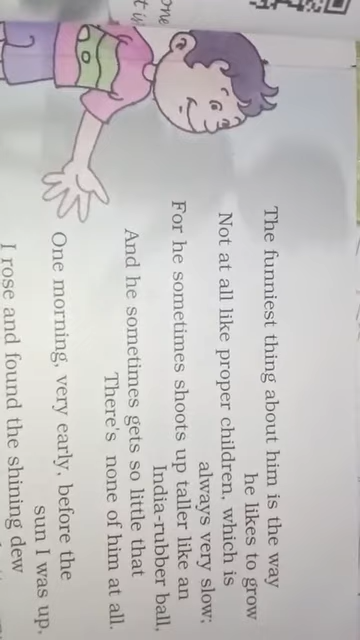 The funniest thing about him is the way
he likes to grow
Not at all like proper children, which is
always very slow;
For he sometimes shoots up taller like an
India-rubber ball,
And he sometimes gets so little that
There's none of him at all.
One morning, very early, before the
sun I was up,
I rose and found the shining dew